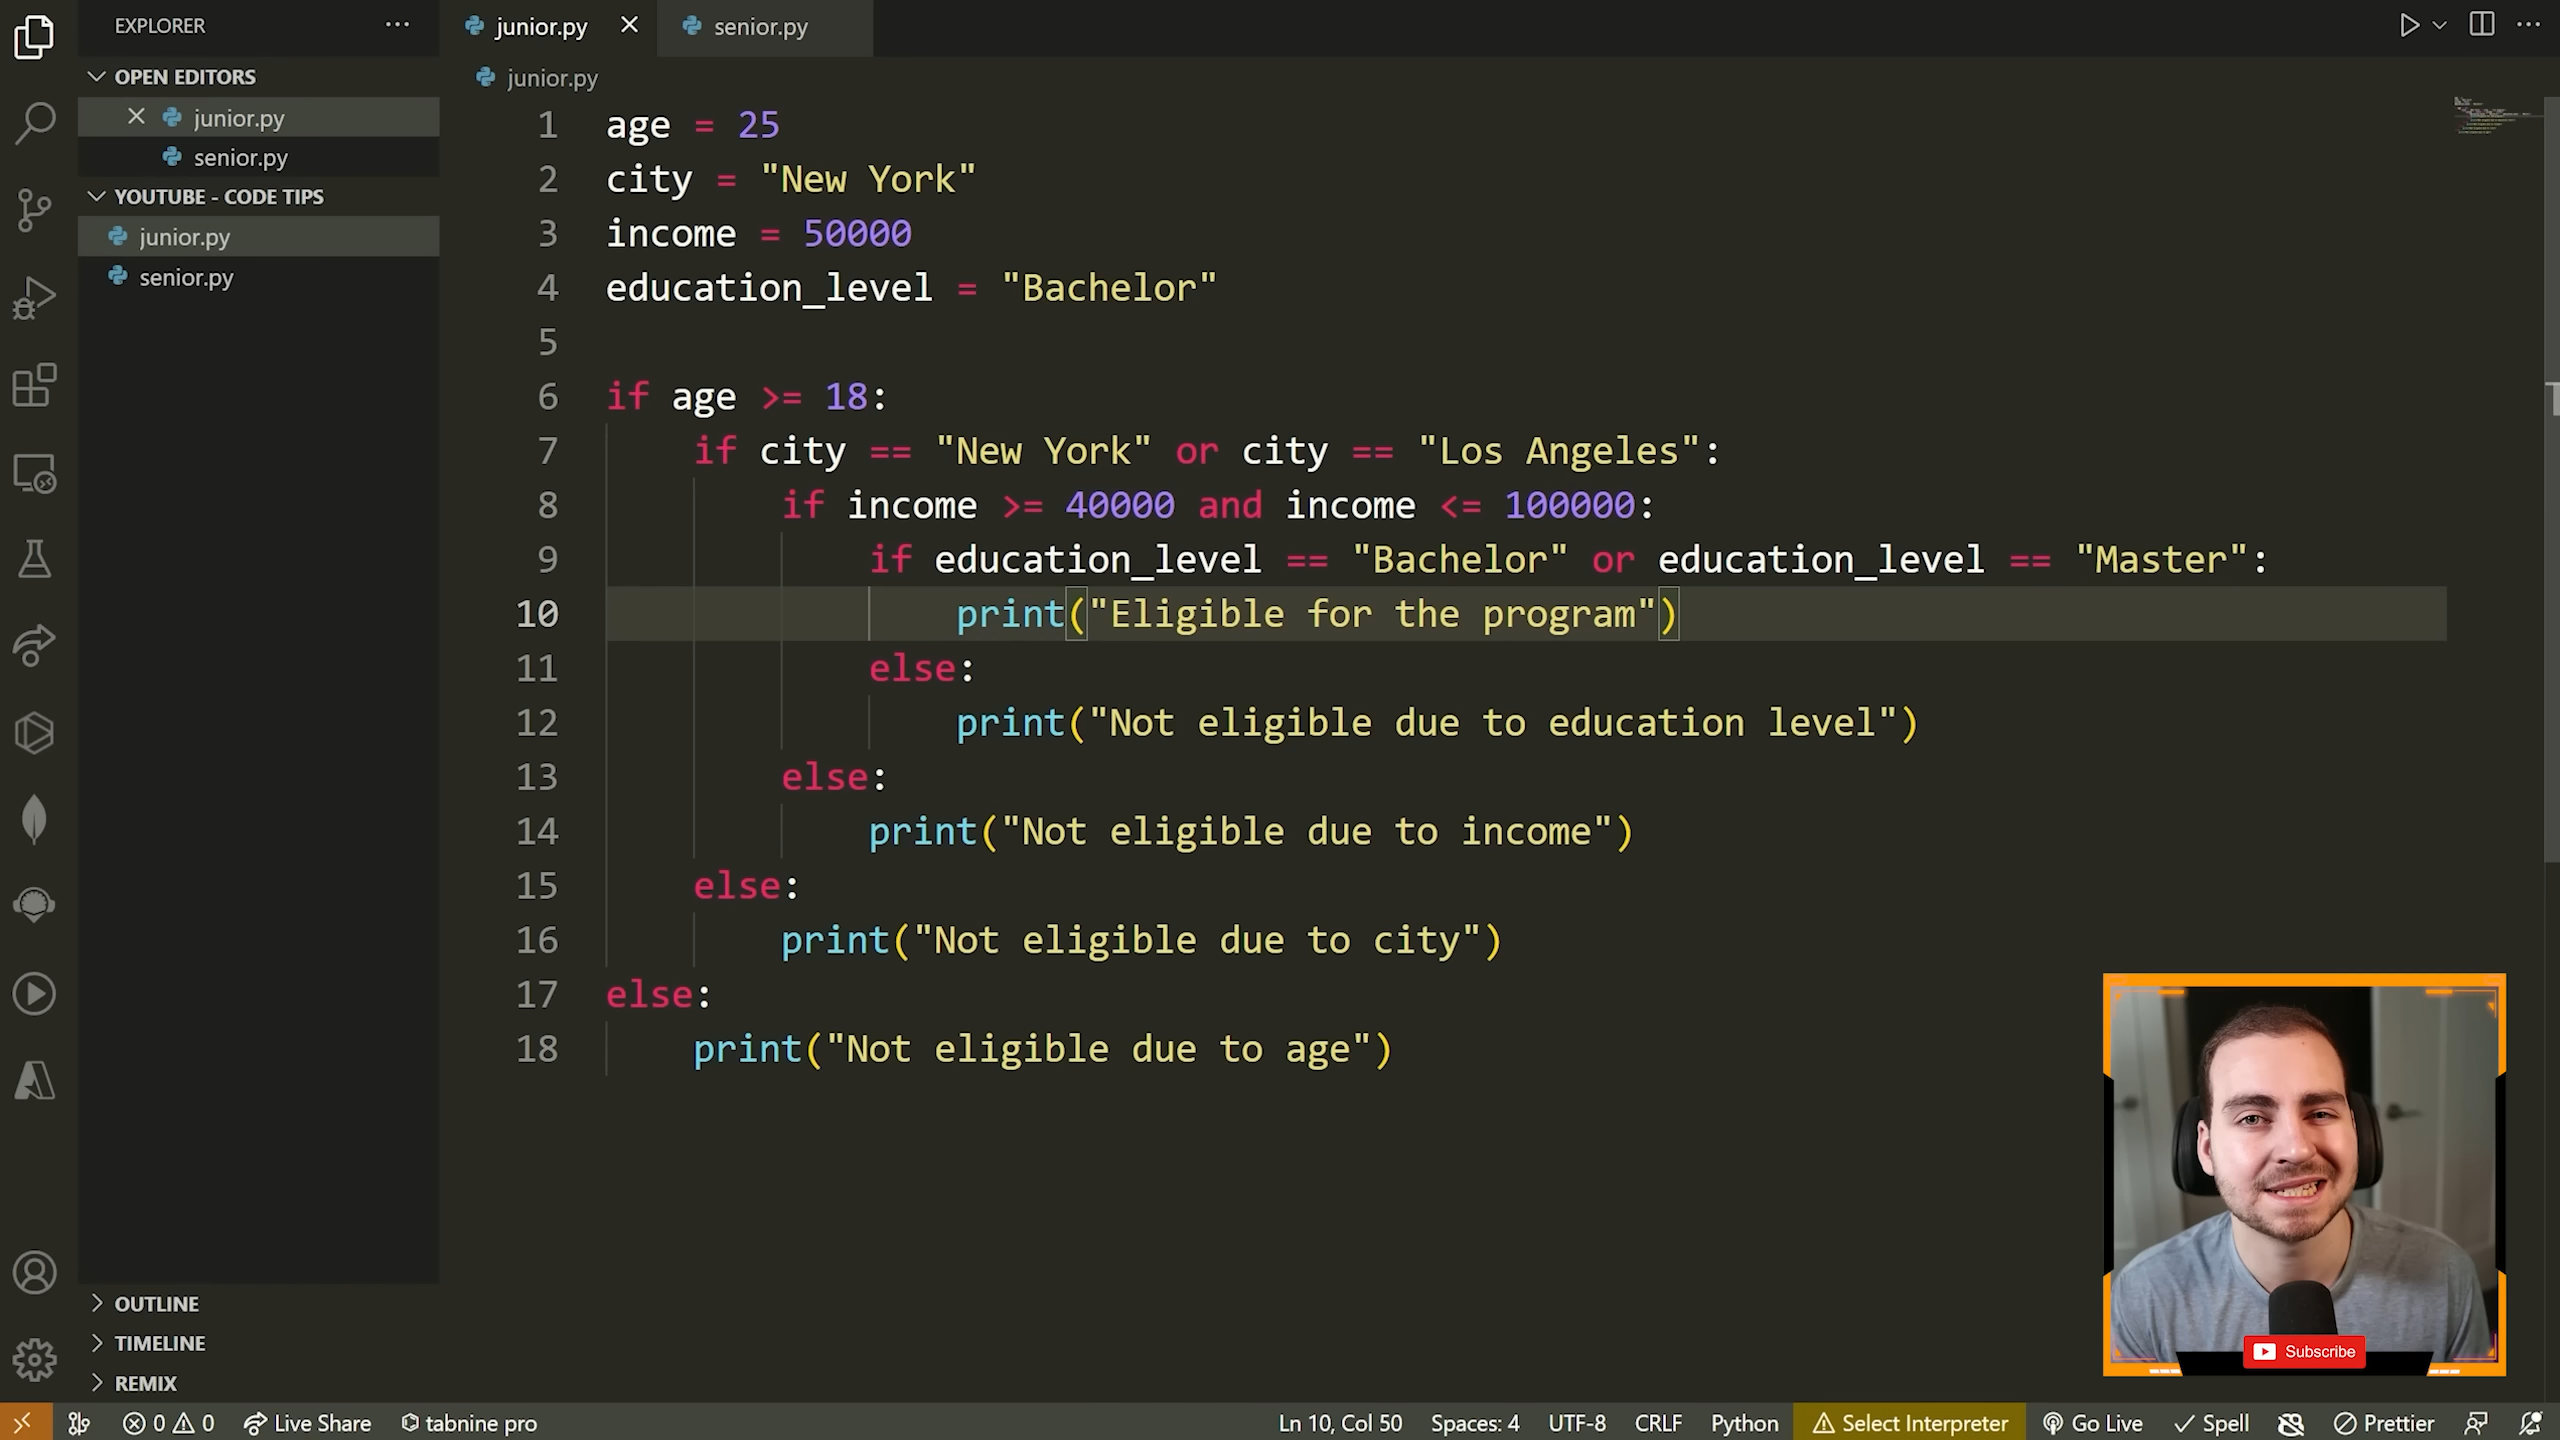 EXPLORER
OPEN EDITORS
junior.py
senior.py
YOUTUBE - CODE TIPS
junior.py
senior.py
OUTLINE
TIMELINE
REMIX
junior.py
senior.py
junior.py
1 age = 25
2 city = "New York"
3 income = 50000
4 education_level = "Bachelor"
5
6 if age >= 18:
7 if city == "New York" or city == "Los Angeles":
8 if income >= 40000 and income <= 100000:
9 if education_level == "Bachelor" or education_level == "Master":
10 print("Eligible for the program")
11 else:
12 print("Not eligible due to education level")
13 else:
14 print("Not eligible due to income")
15 else:
16 print("Not eligible due to city")
17 else:
18 print("Not eligible due to age")
Subscribe
0 0 Live Share tabnine pro Ln 10, Col 50 Spaces: 4 UTF-8 CRLF Python Select Interpreter Go Live Spell Prettier